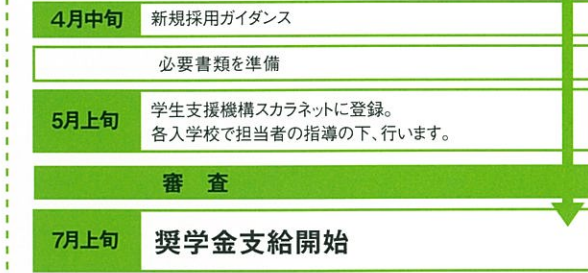 4月中旬 新規採用ガイダンス
必要書類を準備
5月上旬 学生支援機構スカラネットに登録。
各入学校で担当者の指導の下、行います。
審 査
7月上旬 奨学金支給開始